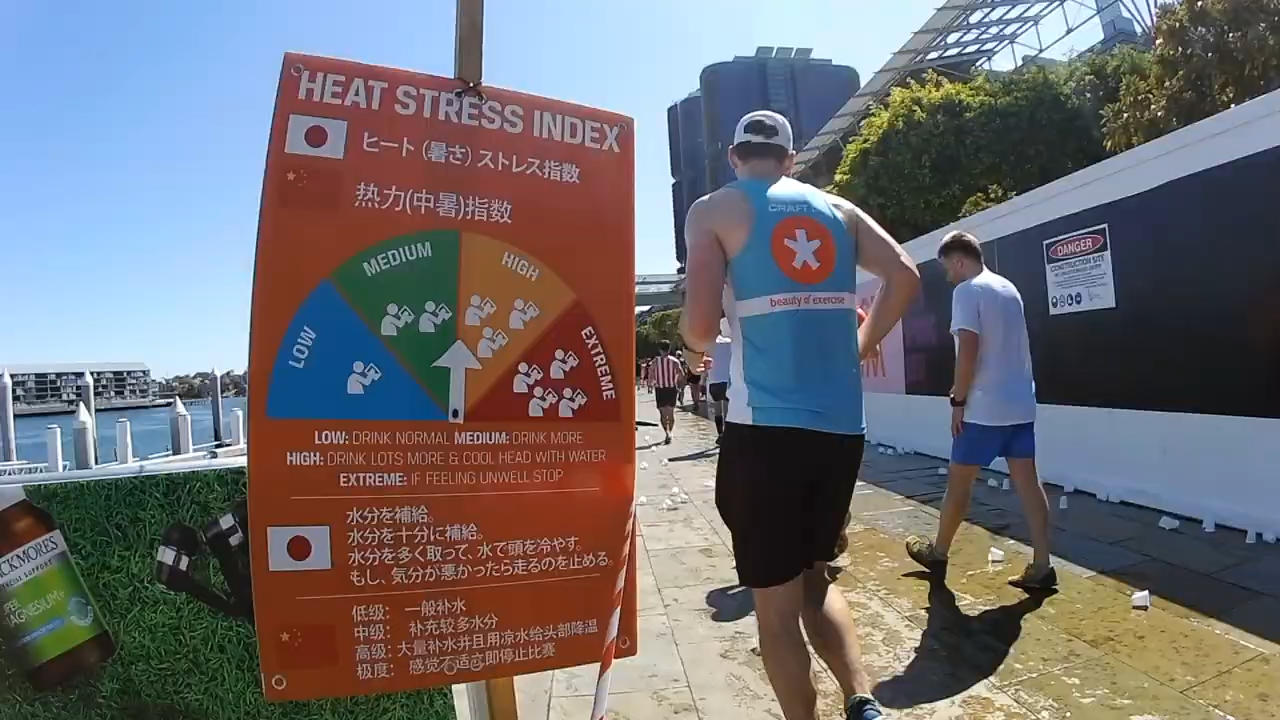 HEAT STRESS INDEX
ヒート (暑さ) ストレス指数
热力(中暑)指数
LOW
MEDIUM
HIGH
EXTREME
LOW: DRINK NORMAL MEDIUM: DRINK MORE
HIGH: DRINK LOTS MORE & COOL HEAD WITH WATER
EXTREME: IF FEELING UNWELL STOP
水分を補給。
水分を十分に補給。
水分を多く取って、水で頭を冷やす。
もし、気分が悪かったら走るのを止める。
低级: 一般补水
中级: 补充较多水分
高级: 大量补水并且用凉水给头部降温
极度: 感觉不适立即停止比赛
CRAFT
beauty of exercise
DANGER
CONSTRUCTION SITE
CKMORES
MAGNESIUM+